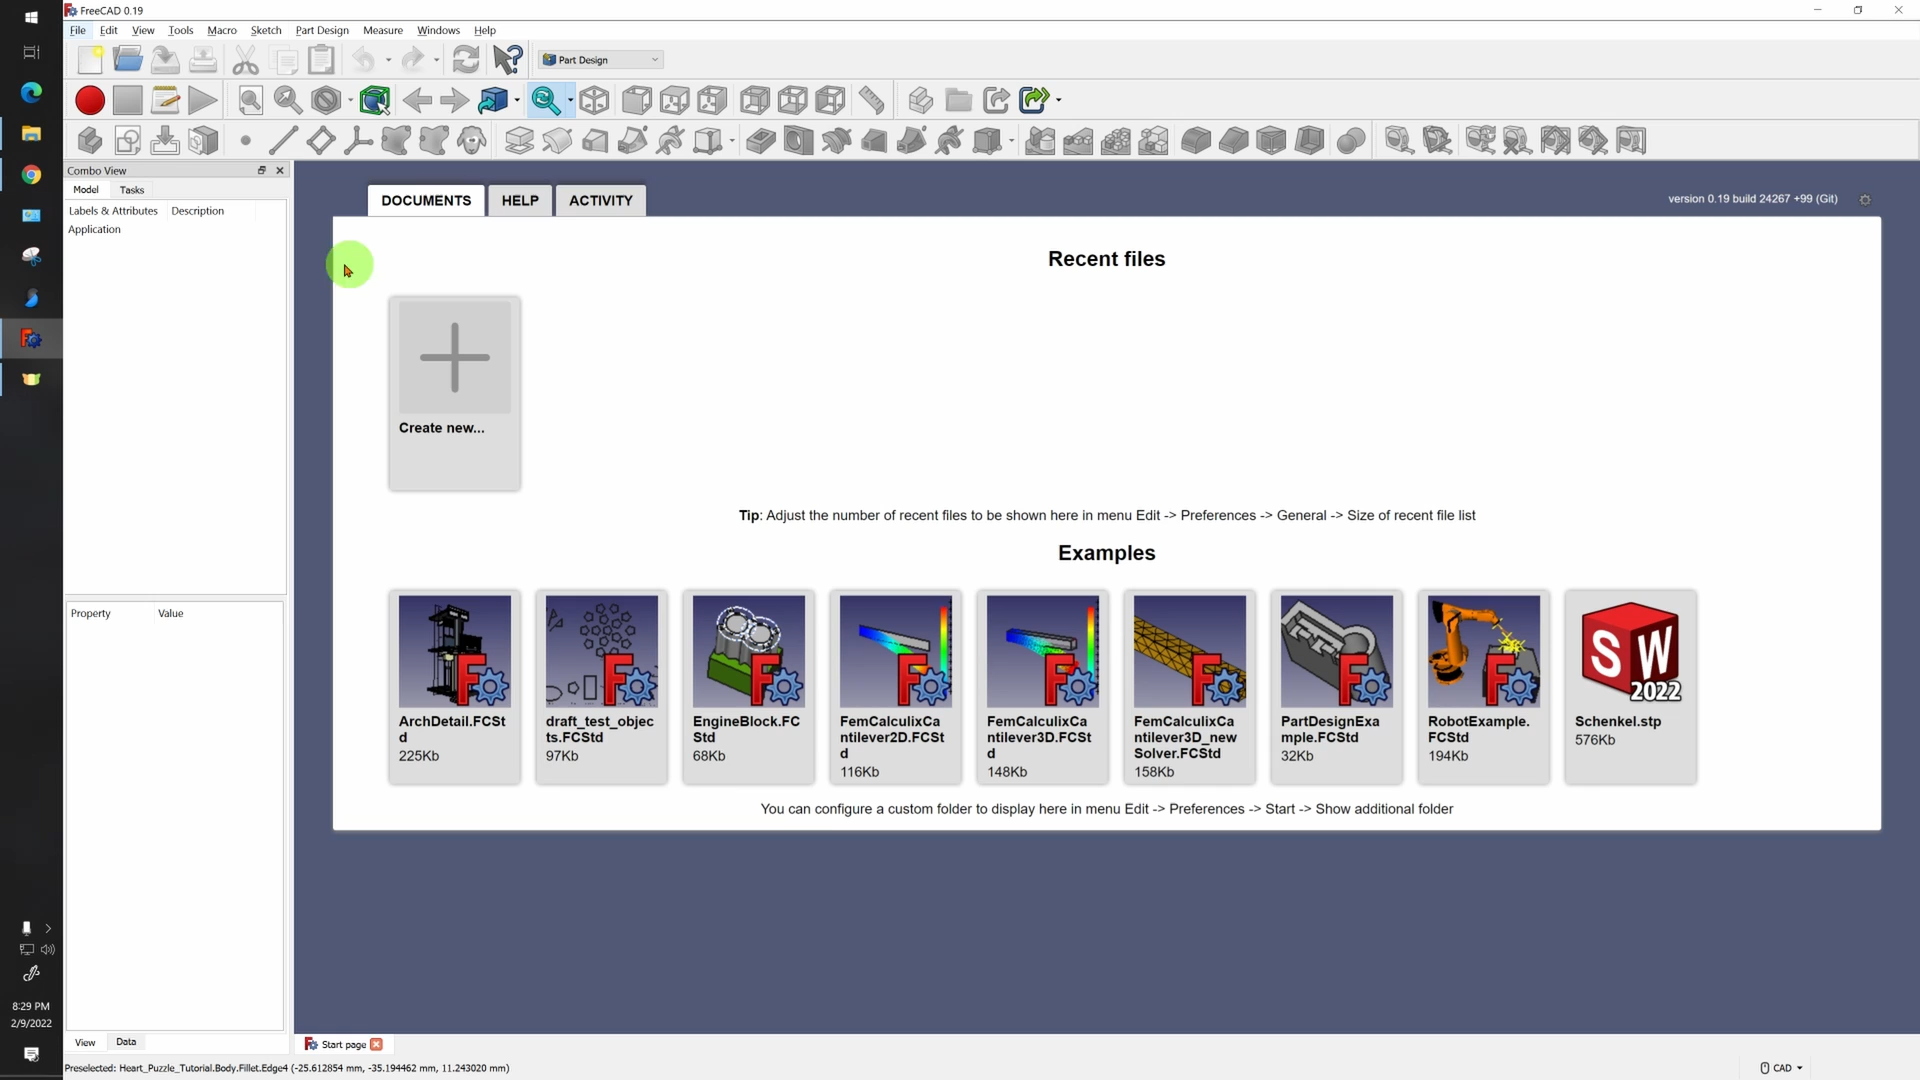 FreeCAD 0.19
File Edit View Tools Macro Sketch Part Design Measure Windows Help
Part Design
Combo View
Model Tasks
Labels & Attributes Description
Application
DOCUMENTS HELP ACTIVITY
version 0.19 build 24267 +99 (Git)
Recent files
Create new...
Tip: Adjust the number of recent files to be shown here in menu Edit -> Preferences -> General -> Size of recent file list
Examples
SW
2022
ArchDetail.FCSt
d
225Kb
draft_test_objec
ts.FCStd
97Kb
EngineBlock.FC
Std
68Kb
FemCalculixCa
ntilever2D.FCSt
d
116Kb
FemCalculixCa
ntilever3D.FCSt
d
148Kb
FemCalculixCa
ntilever3D_new
Solver.FCStd
158Kb
PartDesignExa
mple.FCStd
32Kb
RobotExample.
FCStd
194Kb
Schenkel.stp
576Kb
You can configure a custom folder to display here in menu Edit -> Preferences -> Start -> Show additional folder
Property Value
View Data
Start page
Preselected: Heart_Puzzle_Tutorial.Body.Fillet.Edge4 (-25.612854 mm, -35.194462 mm, 11.243020 mm)
CAD
8:29 PM
2/9/2022